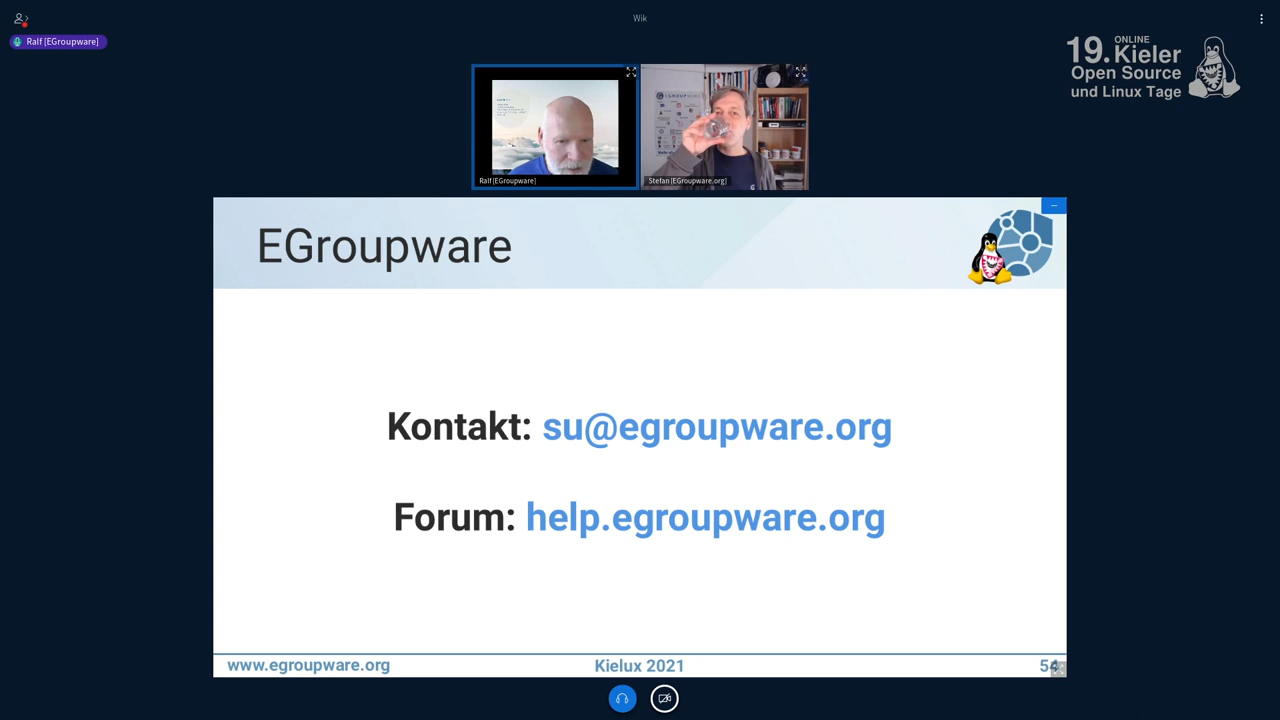 Wik
Ralf [EGroupware]
ONLINE
19. Kieler
Open Source
und Linux Tage
EGROUPWARE
Ralf [EGroupware]
Stefan [EGroupware.org]
EGroupware
Kontakt: su@egroupware.org
Forum: help.egroupware.org
www.egroupware.org
Kielux 2021
54